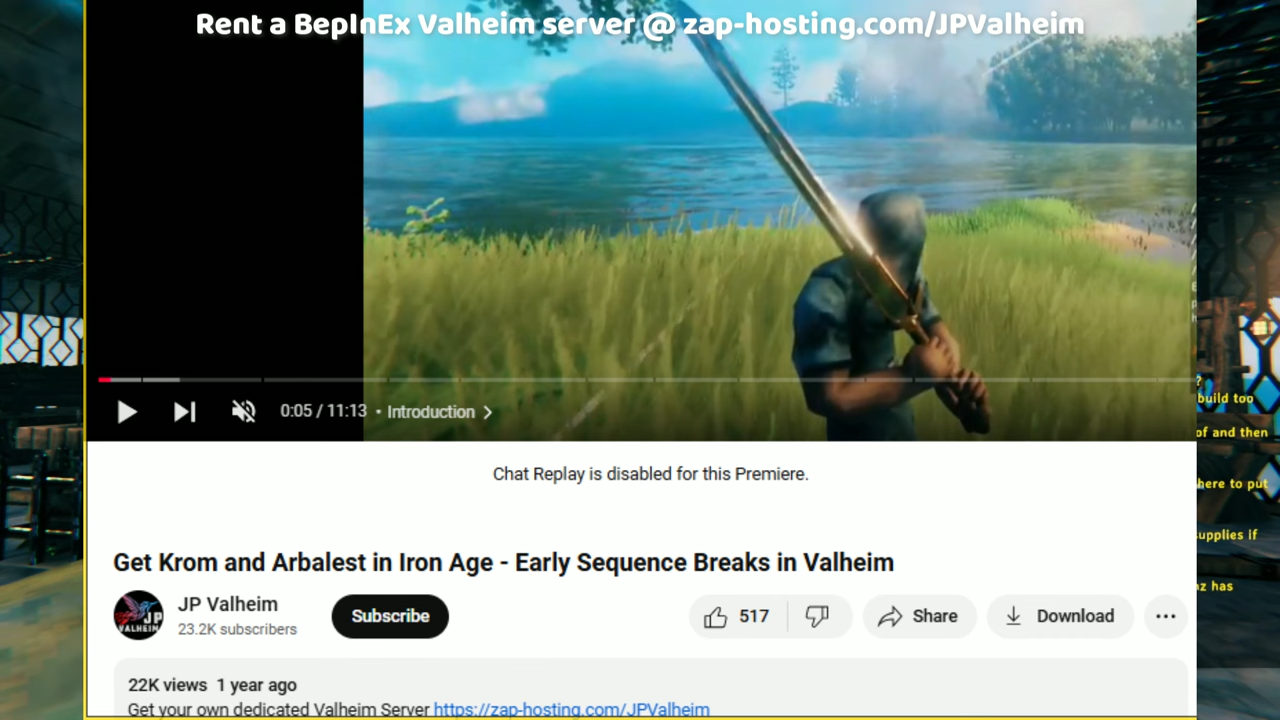 Rent a BepInEx Valheim server @ zap-hosting.com/JPValheim
0:05 / 11:13 • Introduction
build too
of and then
here to put
supplies if
has
Chat Replay is disabled for this Premiere.
Get Krom and Arbalest in Iron Age - Early Sequence Breaks in Valheim
JP Valheim
23.2K subscribers
Subscribe
517
Share
Download
JP
VALHEIM
22K views 1 year ago
Get your own dedicated Valheim Server https://zap-hosting.com/JPValheim